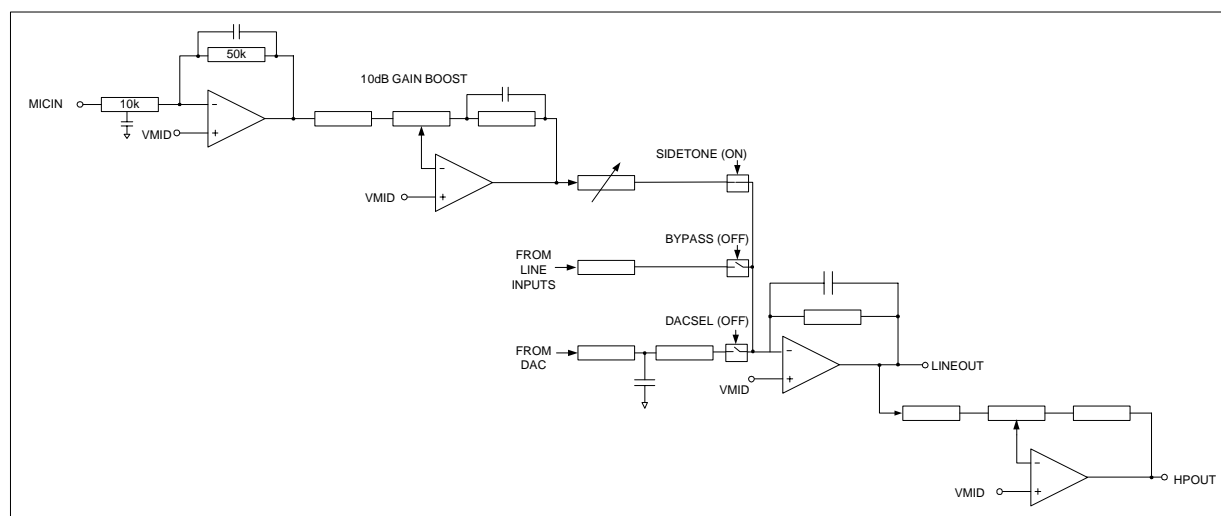 50k
10dB GAIN BOOST
MICIN
10k
−
VMID
+
SIDETONE (ON)
−
VMID
+
BYPASS (OFF)
FROM
LINE
INPUTS
DACSEL (OFF)
FROM
DAC
−
VMID
+
LINEOUT
−
VMID
+
HPOUT